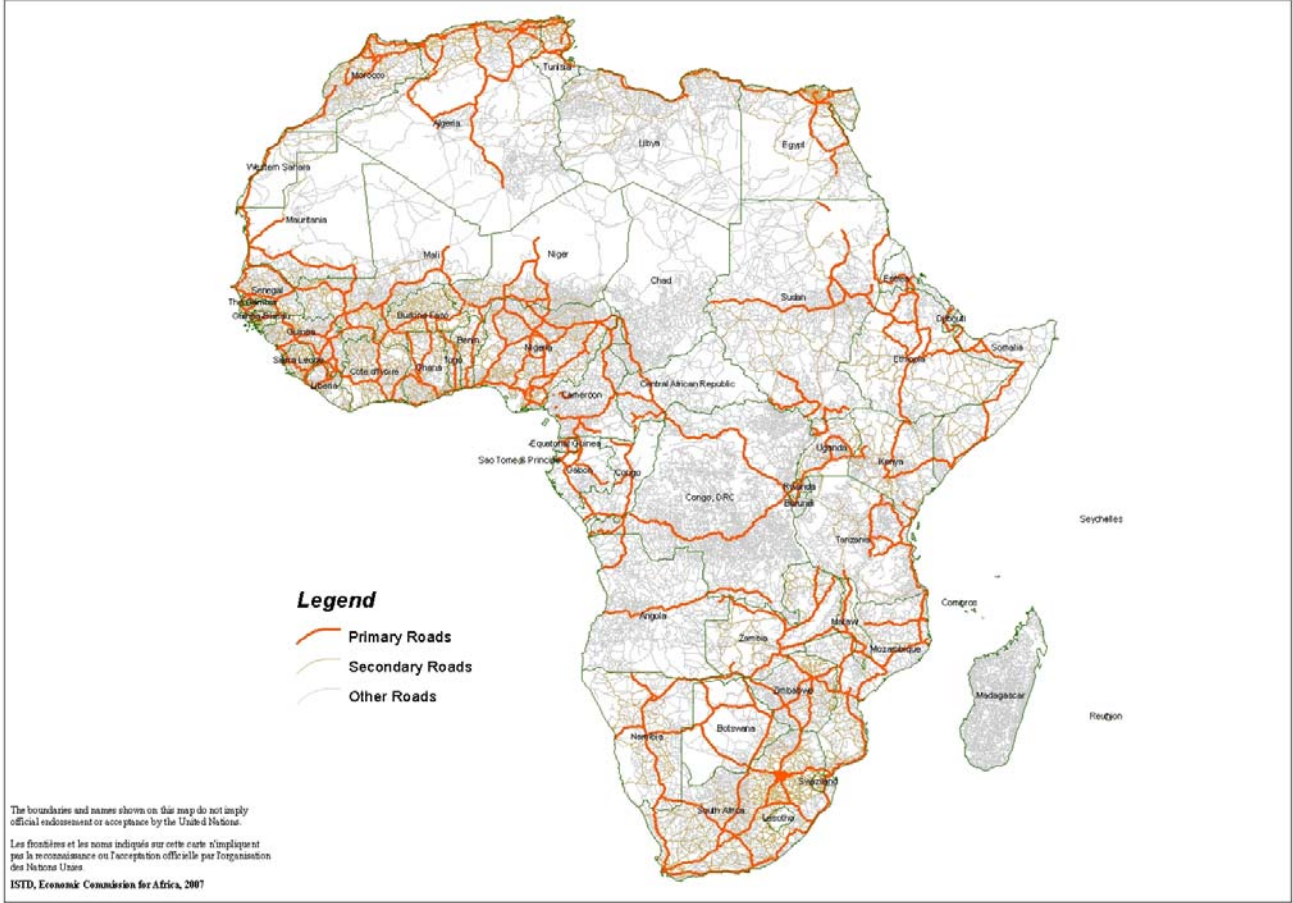 Tunisia
Morocco
Algeria
Libya
Egypt
Western Sahara
Mauritania
Mali
Niger
Chad
Eritrea
Senegal
Sudan
The Gambia
Djibouti
Burkina Faso
Guinea
Benin
Nigeria
Somalia
Ethiopia
Sierra Leone
Togo
Ghana
Cote d'Ivoire
Liberia
Central African Republic
Cameroon
Equatorial Guinea
Uganda
Sao Tome & Principe
Kenya
Gabon
Congo
Rwanda
Congo, DRC
Burundi
Seychelles
Tanzania
Legend
Comoros
Angola
Malawi
Primary Roads
Zambia
Mozambique
Secondary Roads
Zimbabwe
Madagascar
Other Roads
Reunion
Botswana
Namibia
Swaziland
South Africa
Lesotho
The boundaries and names shown on this map do not imply
official endorsement or acceptance by the United Nations.
Les frontières et les noms indiqués sur cette carte n'impliquent
pas la reconnaissance ou l'acceptation officielle par l'organisation
des Nations Unies.
ISTD, Economic Commission for Africa, 2007